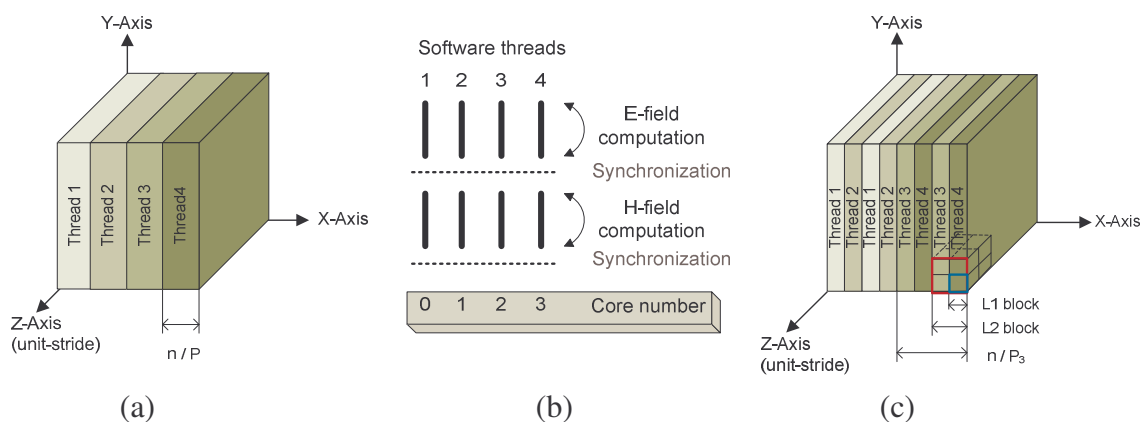 Y-Axis
Thread 1
Thread 2
Thread 3
Thread4
X-Axis
Z-Axis
(unit-stride)
n / P
(a)
Software threads
1 2 3 4
E-field
computation
Synchronization
H-field
computation
Synchronization
0 1 2 3 Core number
(b)
Y-Axis
Thread 1
Thread 2
Thread 1
Thread 2
Thread 3
Thread 4
Thread 3
Thread 4
X-Axis
L1 block
L2 block
Z-Axis
(unit-stride)
n / P₃
(c)